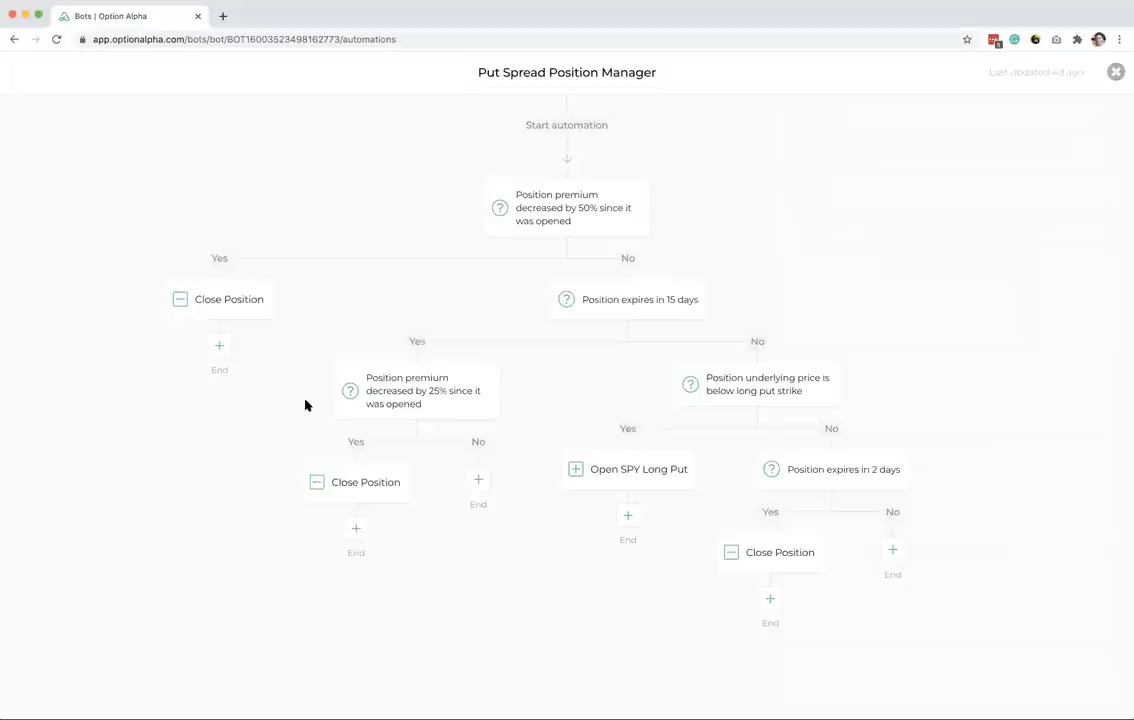 Bots | Option Alpha
app.optionalpha.com/bots/bot/BOT16003523498162773/automations
Put Spread Position Manager
Last updated 4d ago
Start automation
Position premium
decreased by 50% since it
was opened
Yes
No
Close Position
Position expires in 15 days
End
Yes
No
Position premium
decreased by 25% since it
was opened
Position underlying price is
below long put strike
Yes
No
Yes
No
Close Position
Open SPY Long Put
Position expires in 2 days
End
End
End
Yes
No
Close Position
End
End